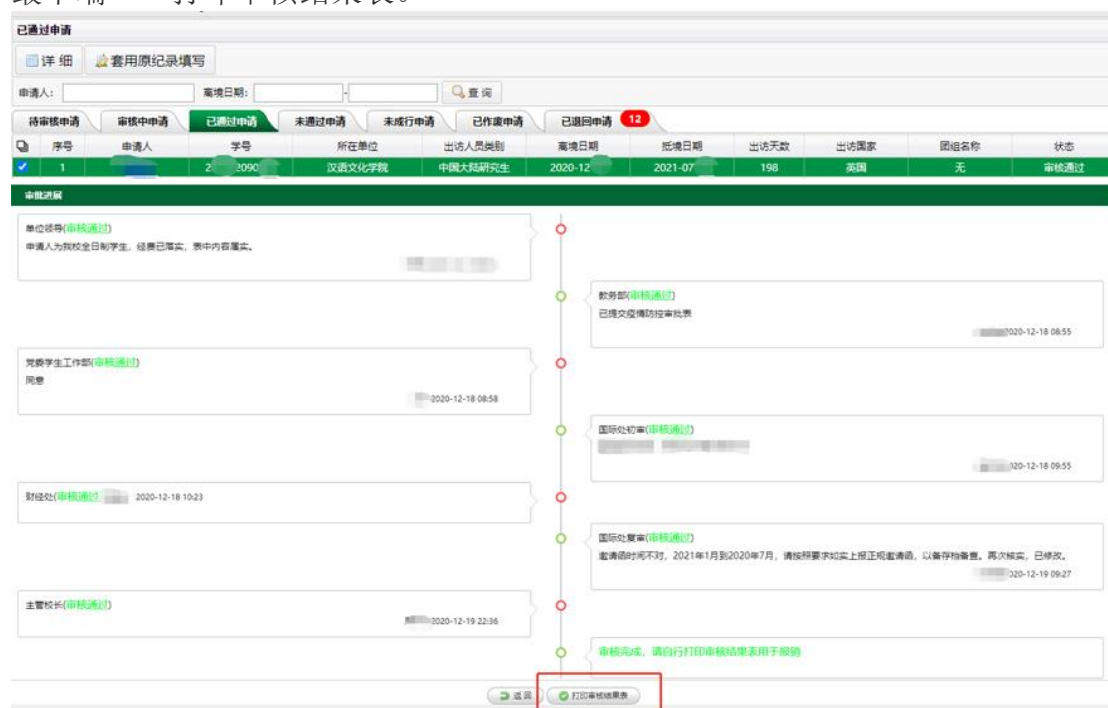 已通过申请
详 细 套用原纪录填写
申请人: 离境日期: - 查 询
待审核申请 审核中申请 已通过申请 未通过申请 未成行申请 已作废申请 已退回申请 12
序号 申请人 学号 所在单位 出访人员类别 离境日期 抵境日期 出访天数 出访国家 团组名称 状态
1 2 2090 汉语文化学院 中国大陆研究生 2020-12 2021-07 198 英国 无 审核通过
审批进展
单位领导(审核通过)
申请人为我校全日制学生，经费已落实，表中内容属实。
教务部(审核通过)
已提交疫情防控审批表
2020-12-18 08:55
党委学生工作部(审核通过)
同意
2020-12-18 08:58
国际处初审(审核通过)
020-12-18 09:55
财经处(审核通过 2020-12-18 10:23
国际处复审(审核通过)
邀请函时间不对，2021年1月到2020年7月，请按照要求如实上报正规邀请函，以备存档备查。再次核实，已修改。
020-12-19 09:27
主管校长(审核通过)
2020-12-19 22:36
审核完成，请自行打印审核结果表用于报销
返 回 打印审核结果表